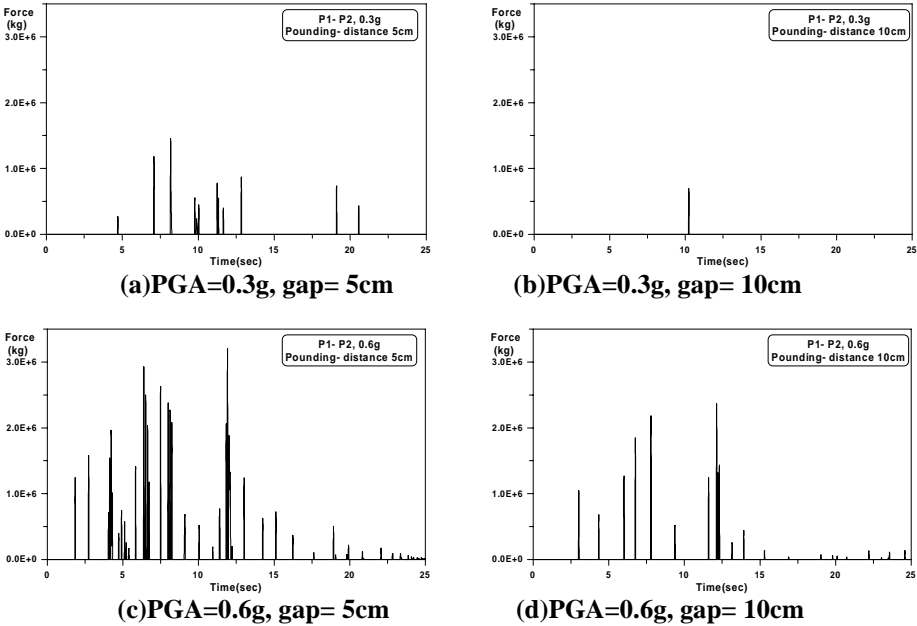 Force
(kg)
P1- P2, 0.3g
Pounding- distance 5cm
3.0E+6
2.0E+6
1.0E+6
0.0E+0
0 5 10 15 20 25
Time(sec)
(a)PGA=0.3g, gap= 5cm
Force
(kg)
P1- P2, 0.3g
Pounding- distance 10cm
3.0E+6
2.0E+6
1.0E+6
0.0E+0
0 5 10 15 20 25
Time(sec)
(b)PGA=0.3g, gap= 10cm
Force
(kg)
P1- P2, 0.6g
Pounding- distance 5cm
3.0E+6
2.0E+6
1.0E+6
0.0E+0
0 5 10 15 20 25
Time(sec)
(c)PGA=0.6g, gap= 5cm
Force
(kg)
P1- P2, 0.6g
Pounding- distance 10cm
3.0E+6
2.0E+6
1.0E+6
0.0E+0
0 5 10 15 20 25
Time(sec)
(d)PGA=0.6g, gap= 10cm